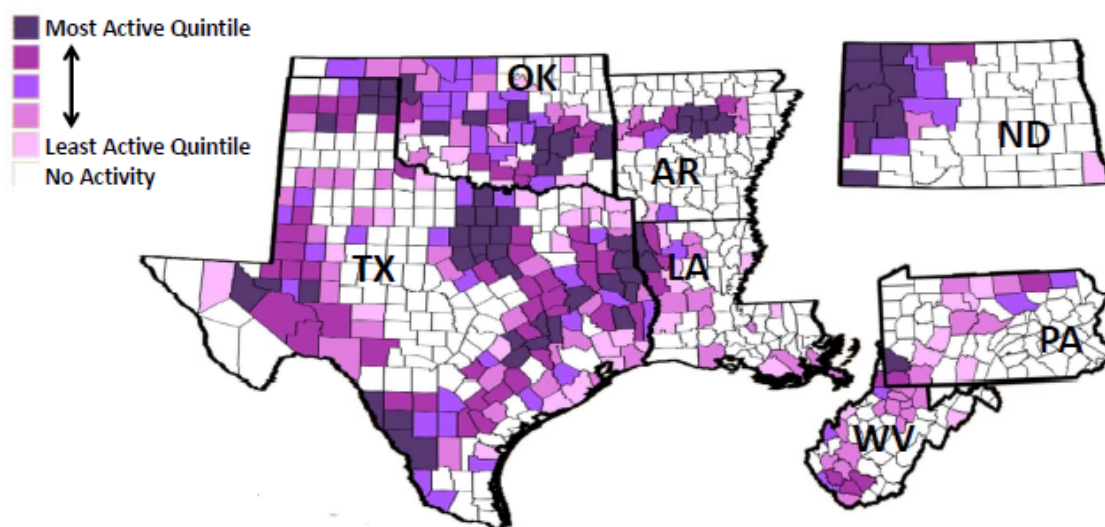 Most Active Quintile
Least Active Quintile
No Activity
OK
AR
TX
LA
ND
PA
WV